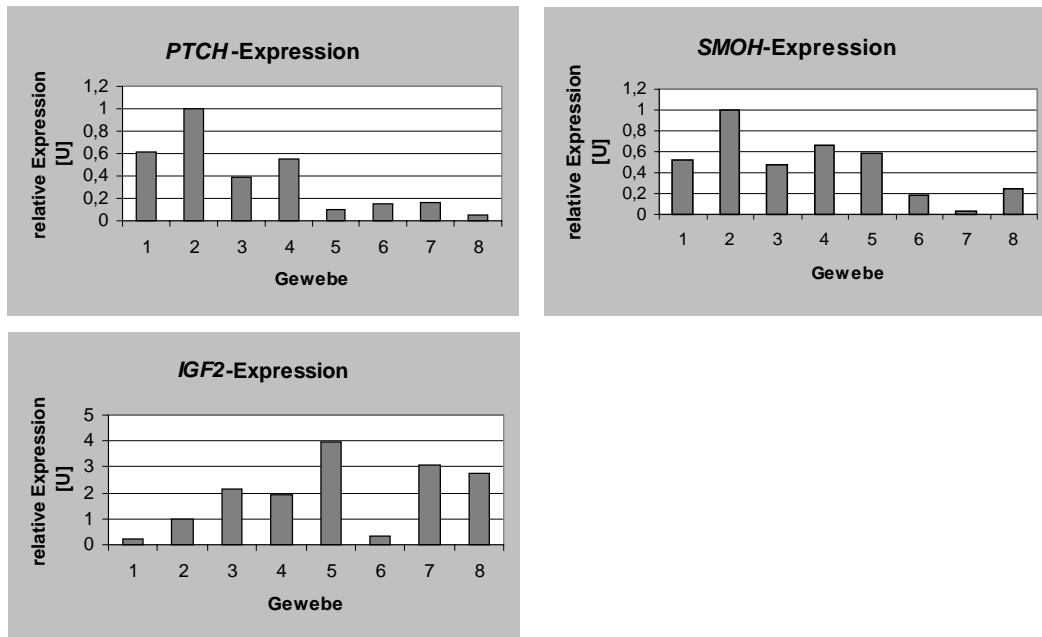 PTCH-Expression
relative Expression
[U]
1,2
1
0,8
0,6
0,4
0,2
0
1 2 3 4 5 6 7 8
Gewebe
SMOH-Expression
relative Expression
[U]
1,2
1
0,8
0,6
0,4
0,2
0
1 2 3 4 5 6 7 8
Gewebe
IGF2-Expression
relative Expression
[U]
5
4
3
2
1
0
1 2 3 4 5 6 7 8
Gewebe